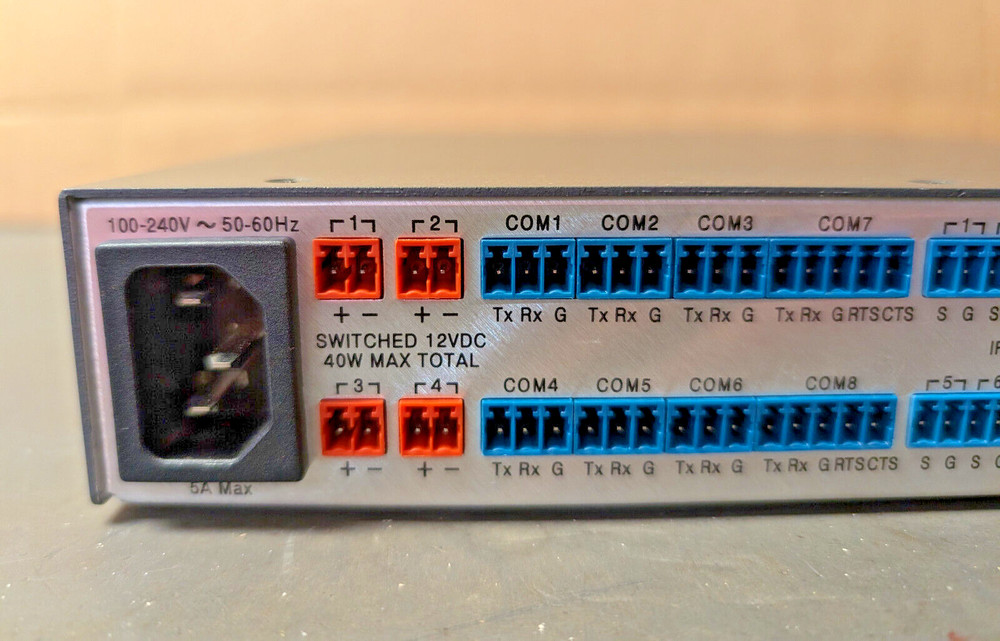 100-240V ~ 50-60Hz
┌1┐ ┌2┐ COM1 COM2 COM3 COM7 ┌1┐
+ − + − Tx Rx G Tx Rx G Tx Rx G Tx Rx G RTS CTS S G S
SWITCHED 12VDC
40W MAX TOTAL
┌3┐ ┌4┐ COM4 COM5 COM6 COM8 ┌5┐ 6
+ − + − Tx Rx G Tx Rx G Tx Rx G Tx Rx G RTS CTS S G S
5A Max